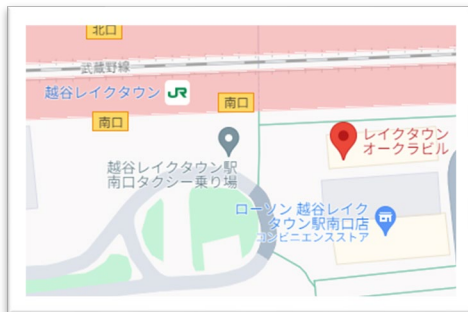 北口
武蔵野線
越谷レイクタウン JR
南口
南口
レイクタウン
オークラビル
越谷レイクタウン駅
南口タクシー乗り場
ローソン 越谷レイク
タウン駅南口店
コンビニエンスストア